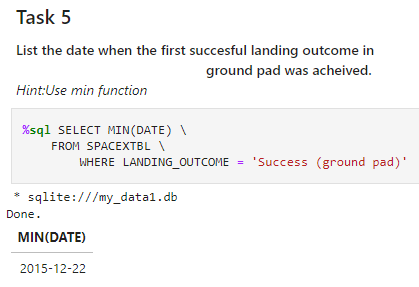 Task 5
List the date when the first succesful landing outcome in
ground pad was acheived.
Hint:Use min function
%sql SELECT MIN(DATE) \
FROM SPACEXTBL \
WHERE LANDING_OUTCOME = 'Success (ground pad)'
* sqlite:///my_data1.db
Done.
MIN(DATE)
2015-12-22